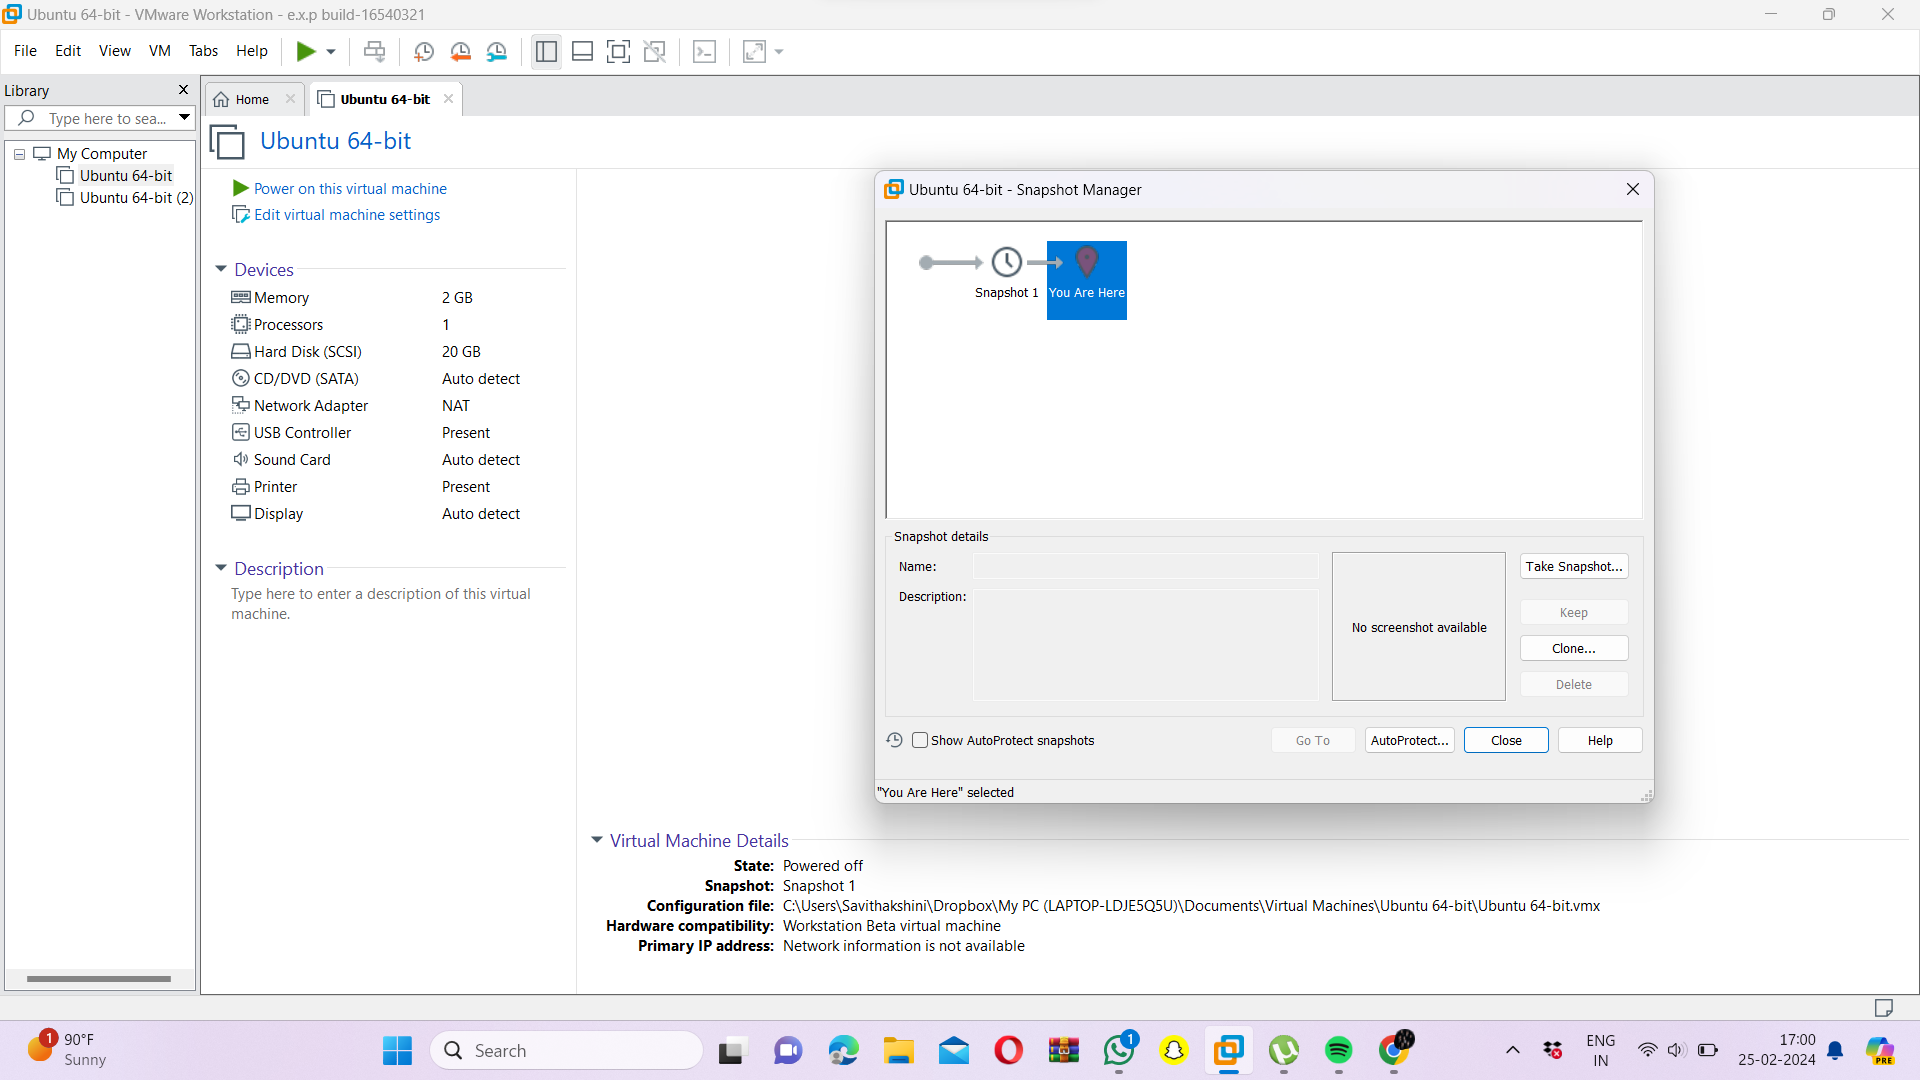 Ubuntu 64-bit - VMware Workstation - e.x.p build-16540321
File Edit View VM Tabs Help
Library
Type here to sea...
My Computer
Ubuntu 64-bit
Ubuntu 64-bit (2)
Home
Ubuntu 64-bit
Ubuntu 64-bit
Power on this virtual machine
Edit virtual machine settings
Devices
Memory 2 GB
Processors 1
Hard Disk (SCSI) 20 GB
CD/DVD (SATA) Auto detect
Network Adapter NAT
USB Controller Present
Sound Card Auto detect
Printer Present
Display Auto detect
Description
Type here to enter a description of this virtual
machine.
Ubuntu 64-bit - Snapshot Manager
Snapshot 1 You Are Here
Snapshot details
Name:
Description:
No screenshot available
Take Snapshot...
Keep
Clone...
Delete
Show AutoProtect snapshots
Go To AutoProtect... Close Help
"You Are Here" selected
Virtual Machine Details
State: Powered off
Snapshot: Snapshot 1
Configuration file: C:\Users\Savithakshini\Dropbox\My PC (LAPTOP-LDJE5Q5U)\Documents\Virtual Machines\Ubuntu 64-bit\Ubuntu 64-bit.vmx
Hardware compatibility: Workstation Beta virtual machine
Primary IP address: Network information is not available
1
90°F
Sunny
Search
1
ENG
IN
17:00
25-02-2024
PRE